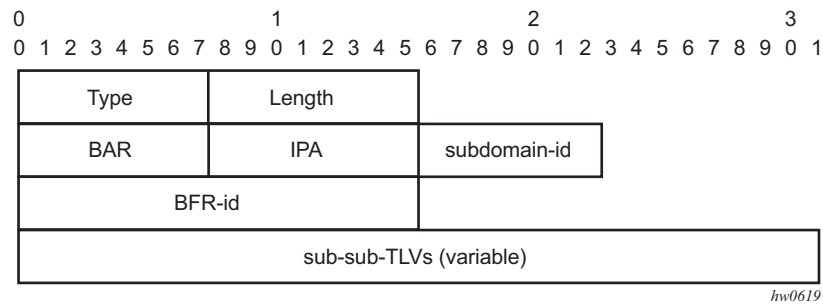 0 1 2 3
0 1 2 3 4 5 6 7 8 9 0 1 2 3 4 5 6 7 8 9 0 1 2 3 4 5 6 7 8 9 0 1
Type Length
BAR IPA subdomain-id
BFR-id
sub-sub-TLVs (variable)
hw0619